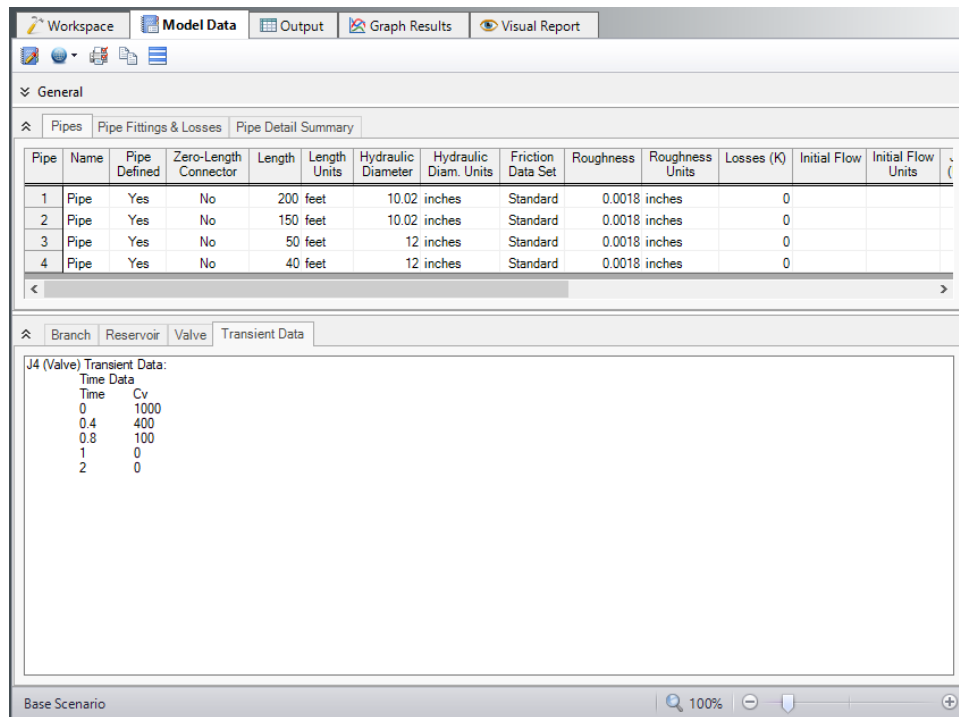 Workspace Model Data Output Graph Results Visual Report
General
Pipes Pipe Fittings & Losses Pipe Detail Summary
Pipe Name Pipe Defined Zero-Length Connector Length Length Units Hydraulic Diameter Hydraulic Diam. Units Friction Data Set Roughness Roughness Units Losses (K) Initial Flow Initial Flow Units
1 Pipe Yes No 200 feet 10.02 inches Standard 0.0018 inches 0
2 Pipe Yes No 150 feet 10.02 inches Standard 0.0018 inches 0
3 Pipe Yes No 50 feet 12 inches Standard 0.0018 inches 0
4 Pipe Yes No 40 feet 12 inches Standard 0.0018 inches 0
Branch Reservoir Valve Transient Data
J4 (Valve) Transient Data:
Time Data
Time Cv
0 1000
0.4 400
0.8 100
1 0
2 0
Base Scenario 100%